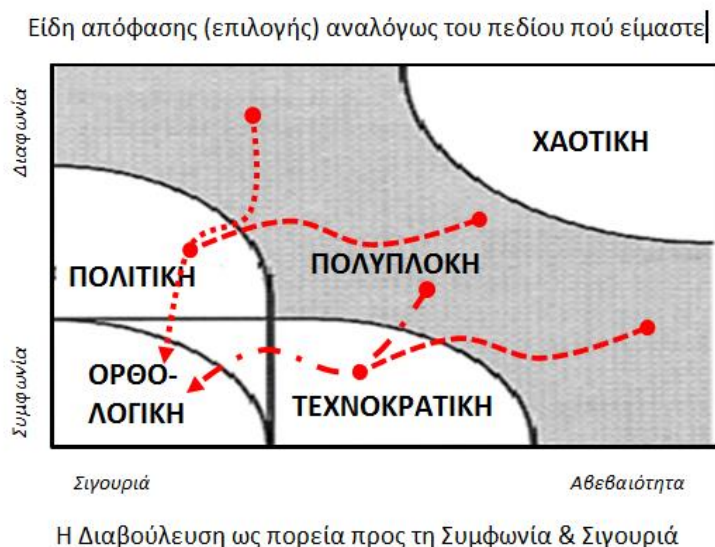 Είδη απόφασης (επιλογής) αναλόγως του πεδίου πού είμαστε
Διαφωνία
ΧΑΟΤΙΚΗ
ΠΟΛΙΤΙΚΗ
ΠΟΛΥΠΛΟΚΗ
Συμφωνία
ΟΡΘΟ-
ΛΟΓΙΚΗ
ΤΕΧΝΟΚΡΑΤΙΚΗ
Σιγουριά
Αβεβαιότητα
Η Διαβούλευση ως πορεία προς τη Συμφωνία & Σιγουριά